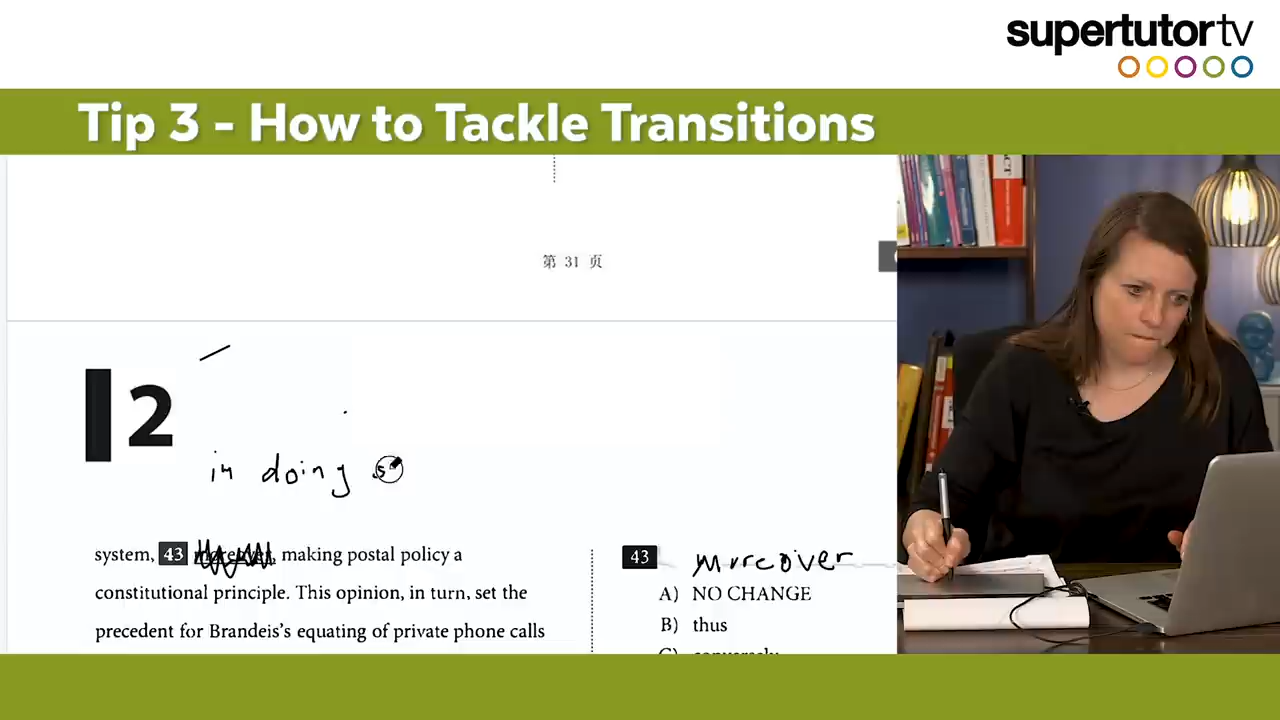 supertutortv
Tip 3 - How to Tackle Transitions
第 31 页
2
in doing so
system, 43 moreover, making postal policy a
constitutional principle. This opinion, in turn, set the
precedent for Brandeis's equating of private phone calls
43 moreover
A) NO CHANGE
B) thus
C) conversely